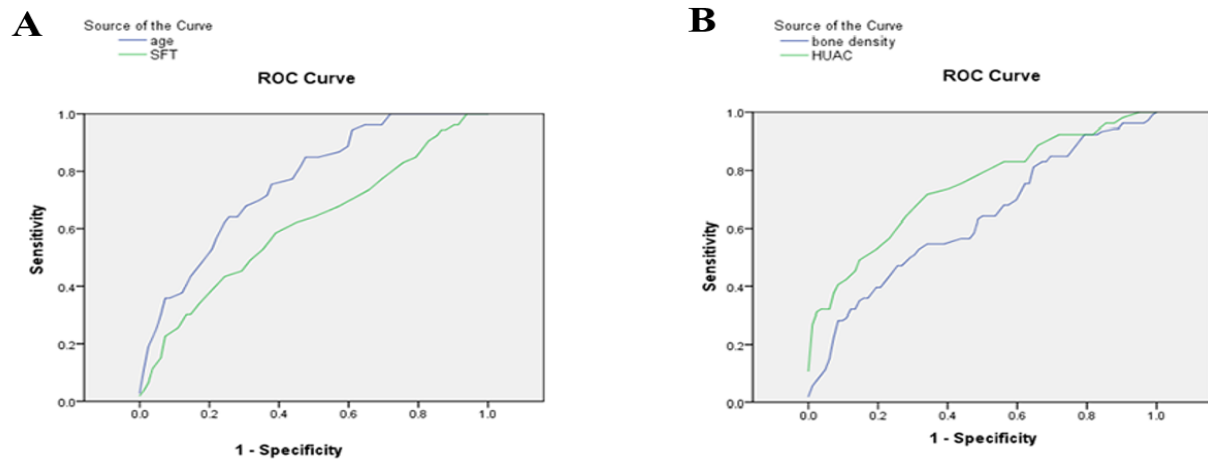 A
Source of the Curve
age
SFT
ROC Curve
Sensitivity
1.0
0.8
0.6
0.4
0.2
0.0
0.0 0.2 0.4 0.6 0.8 1.0
1 - Specificity
B
Source of the Curve
bone density
HUAC
ROC Curve
Sensitivity
1.0
0.8
0.6
0.4
0.2
0.0
0.0 0.2 0.4 0.6 0.8 1.0
1 - Specificity